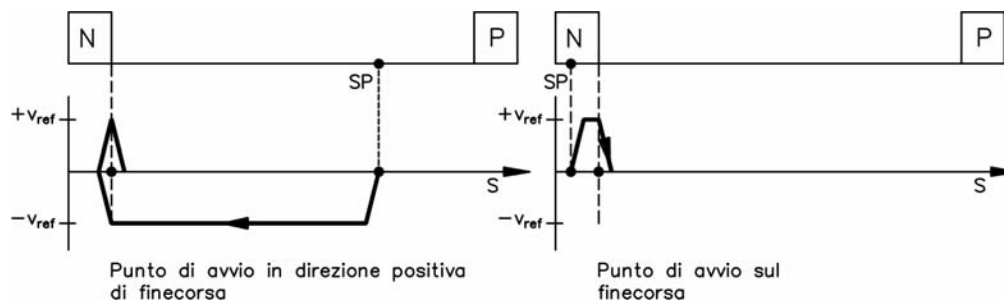 N
P
SP
+vref
S
−vref
Punto di avvio in direzione positiva
di finecorsa
N
P
SP
+vref
S
−vref
Punto di avvio sul
finecorsa